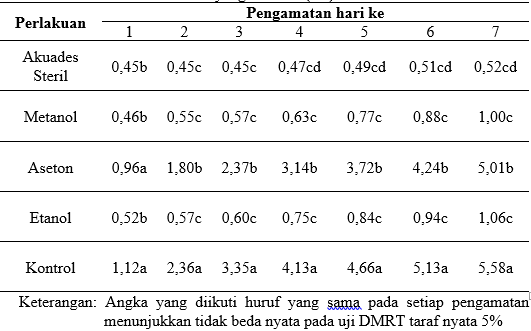 Perlakuan Pengamatan hari ke
1 2 3 4 5 6 7
Akuades Steril 0,45b 0,45c 0,45c 0,47cd 0,49cd 0,51cd 0,52cd
Metanol 0,46b 0,55c 0,57c 0,63c 0,77c 0,88c 1,00c
Aseton 0,96a 1,80b 2,37b 3,14b 3,72b 4,24b 5,01b
Etanol 0,52b 0,57c 0,60c 0,75c 0,84c 0,94c 1,06c
Kontrol 1,12a 2,36a 3,35a 4,13a 4,66a 5,13a 5,58a
Keterangan: Angka yang diikuti huruf yang sama pada setiap pengamatan
menunjukkan tidak beda nyata pada uji DMRT taraf nyata 5%